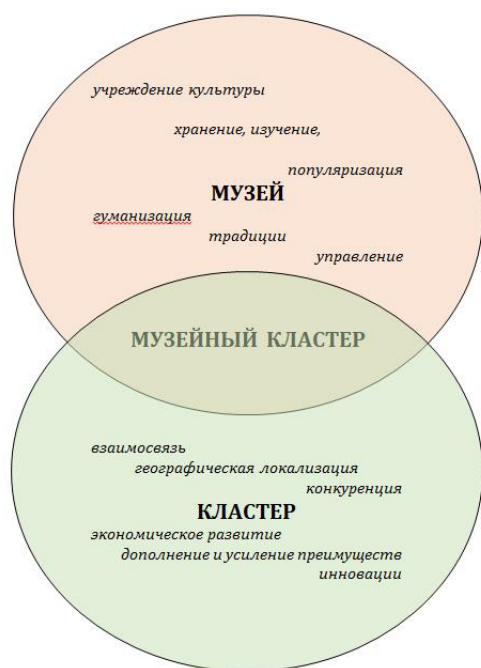 учреждение культуры
хранение, изучение,
популяризация
МУЗЕЙ
гуманизация
традиции
управление
МУЗЕЙНЫЙ КЛАСТЕР
взаимосвязь
географическая локализация
конкуренция
КЛАСТЕР
экономическое развитие
дополнение и усиление преимуществ
инновации